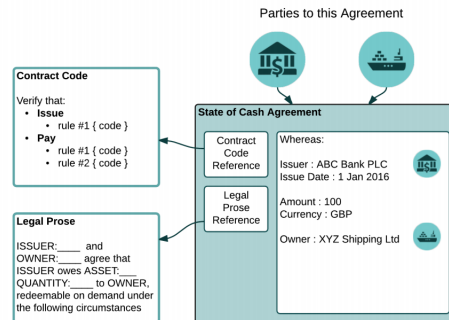 Parties to this Agreement
Contract Code
Verify that:
• Issue
• rule #1 { code }
• Pay
• rule #1 { code }
• rule #2 { code }
State of Cash Agreement
Contract
Code
Reference
Legal
Prose
Reference
Whereas:
Issuer : ABC Bank PLC
Issue Date : 1 Jan 2016
Amount : 100
Currency : GBP
Owner : XYZ Shipping Ltd
Legal Prose
ISSUER:____ and
OWNER:____ agree that
ISSUER owes ASSET:___
QUANTITY:____ to OWNER,
redeemable on demand under
the following circumstances